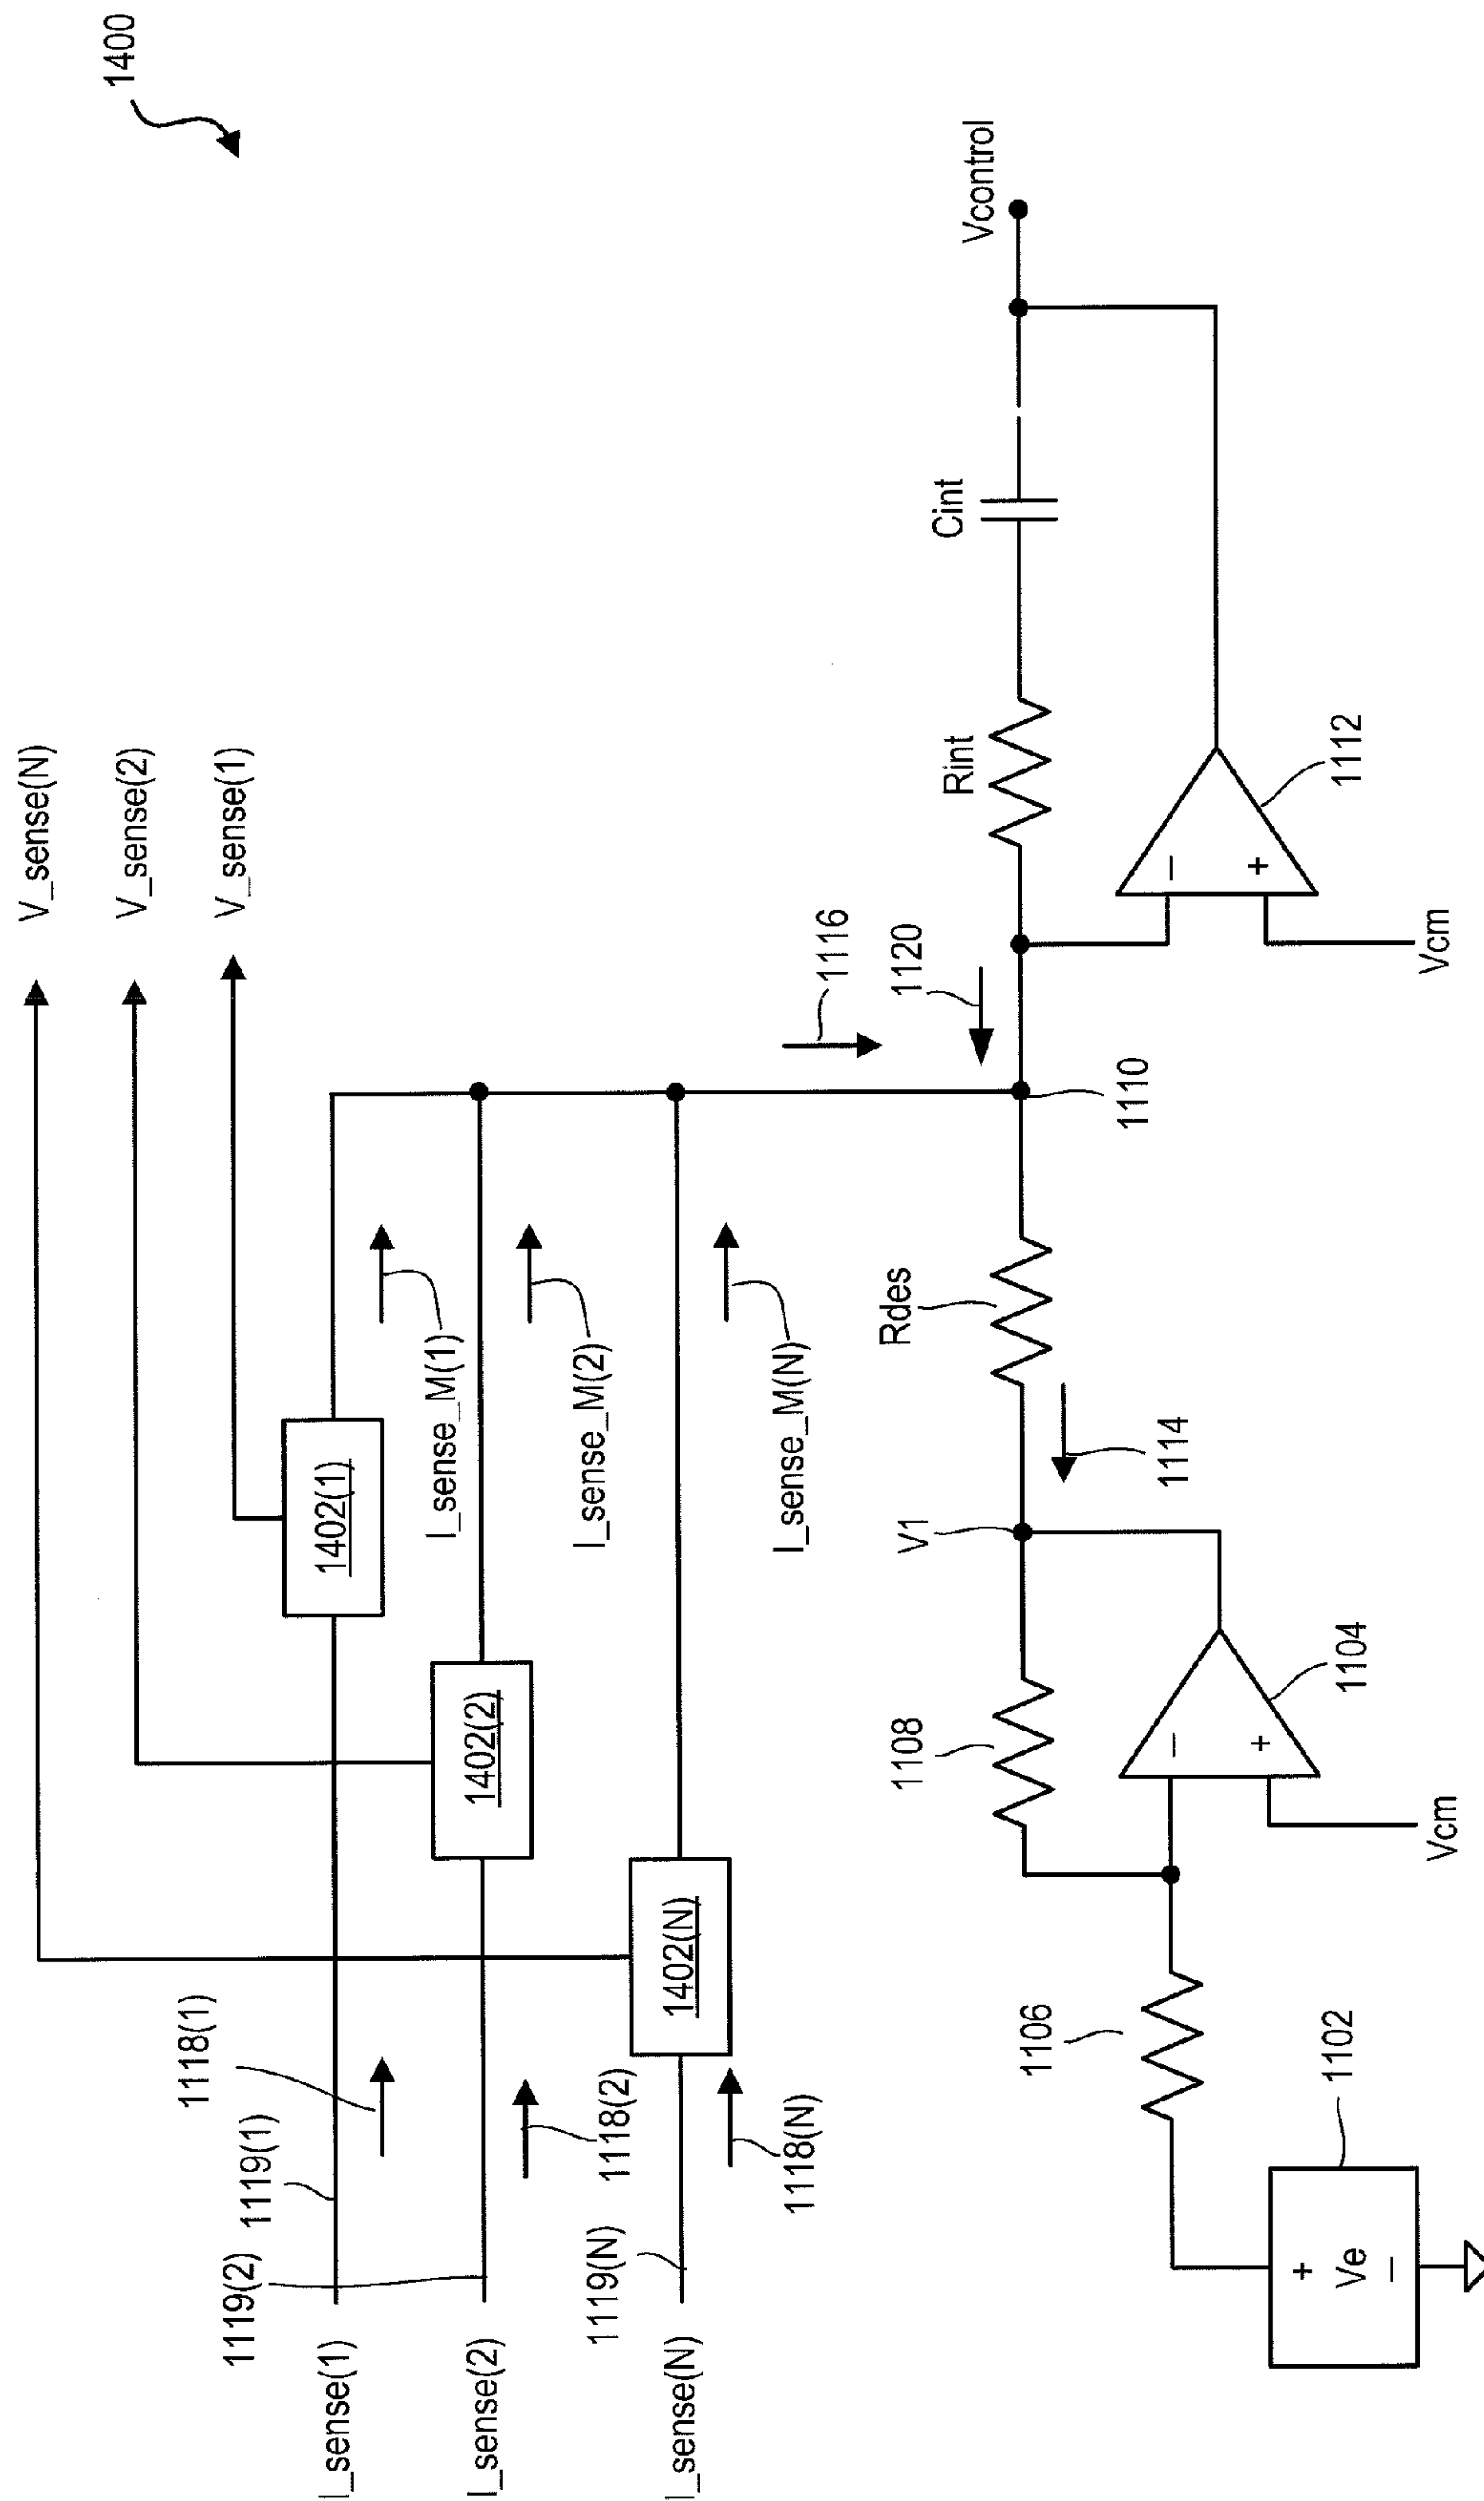 1400
V_sense(N)
V_sense(2)
V_sense(1)
1119(2)
1119(1)
1118(1)
I_sense(1)
1402(1)
I_sense_M(1)
I_sense(2)
1118(2)
1402(2)
I_sense_M(2)
1119(N)
I_sense(N)
1118(N)
1402(N)
I_sense_M(N)
1116
1120
1108
V1
Rdes
Rint
Cint
Vcontrol
1106
1114
1110
−
+
1104
−
+
1112
Vcm
Vcm
1102
+
Ve
−